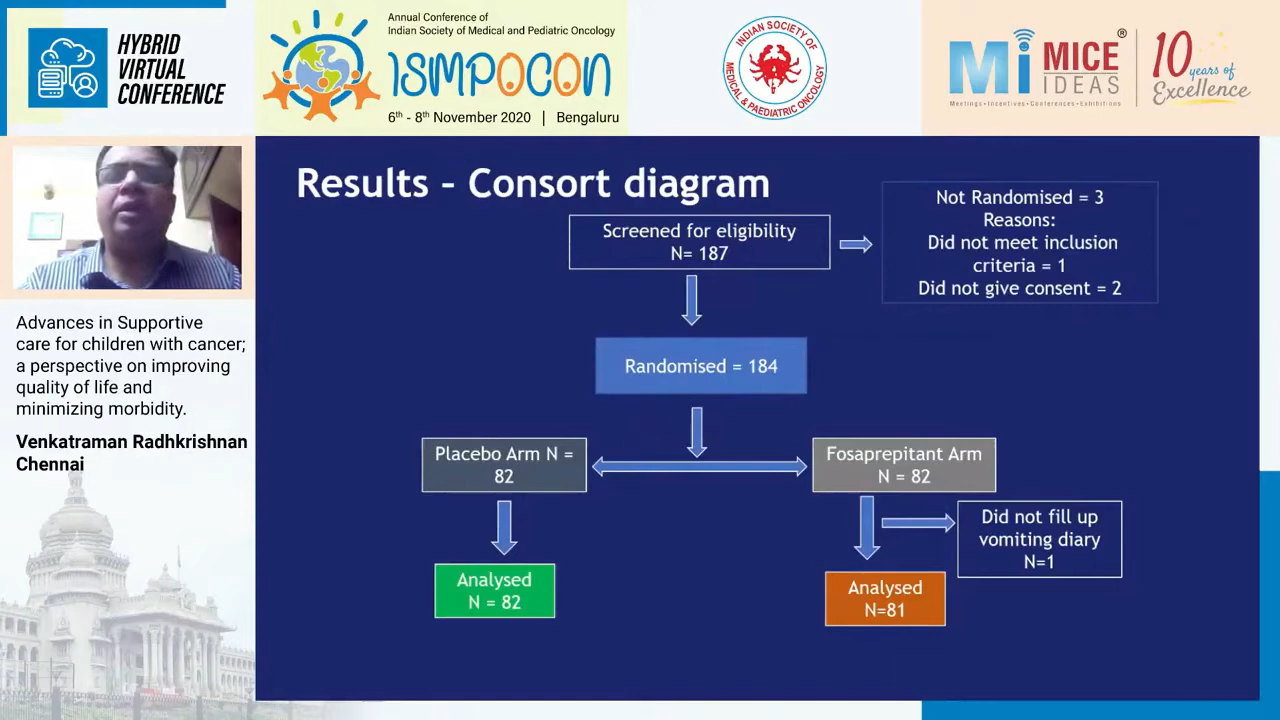 HYBRID
VIRTUAL
CONFERENCE
Annual Conference of
Indian Society of Medical and Pediatric Oncology
ISMPOCON
6th - 8th November 2020 | Bengaluru
INDIAN SOCIETY OF
MEDICAL & PAEDIATRIC ONCOLOGY
Mi MICE®
IDEAS
Meetings•Incentives•Conferences•Exhibitions
10 years of
Excellence
Results – Consort diagram
Screened for eligibility
N= 187
Not Randomised = 3
Reasons:
Did not meet inclusion
criteria = 1
Did not give consent = 2
Randomised = 184
Placebo Arm N =
82
Fosaprepitant Arm
N = 82
Did not fill up
vomiting diary
N=1
Analysed
N = 82
Analysed
N=81
Advances in Supportive
care for children with cancer;
a perspective on improving
quality of life and
minimizing morbidity.
Venkatraman Radhkrishnan
Chennai